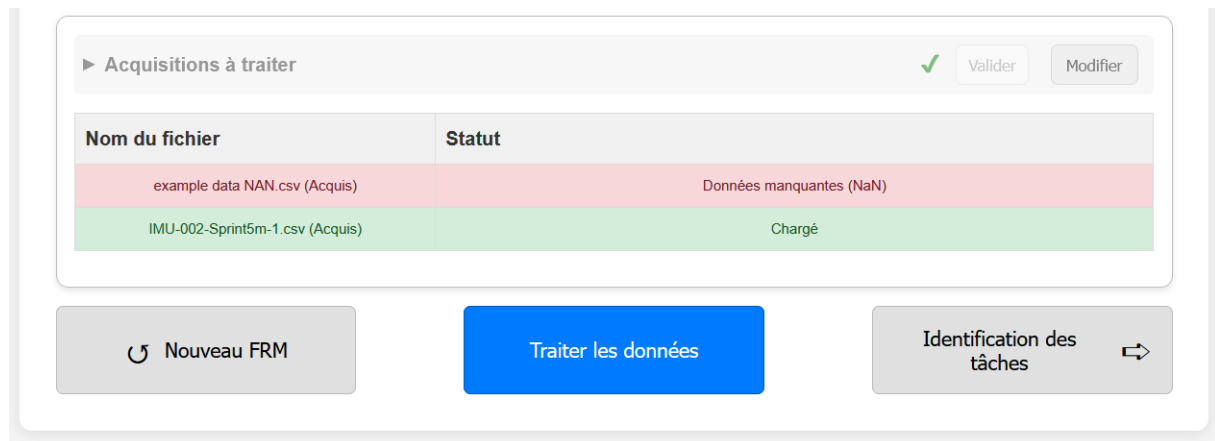 Acquisitions à traiter
Valider
Modifier
Nom du fichier
Statut
example data NAN.csv (Acquis)
Données manquantes (NaN)
IMU-002-Sprint5m-1.csv (Acquis)
Chargé
Nouveau FRM
Traiter les données
Identification des
tâches